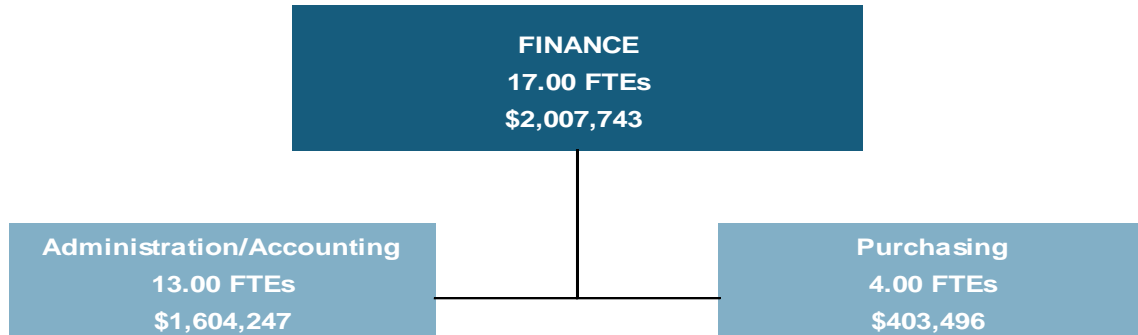 FINANCE
17.00 FTEs
$2,007,743
Administration/Accounting
13.00 FTEs
$1,604,247
Purchasing
4.00 FTEs
$403,496